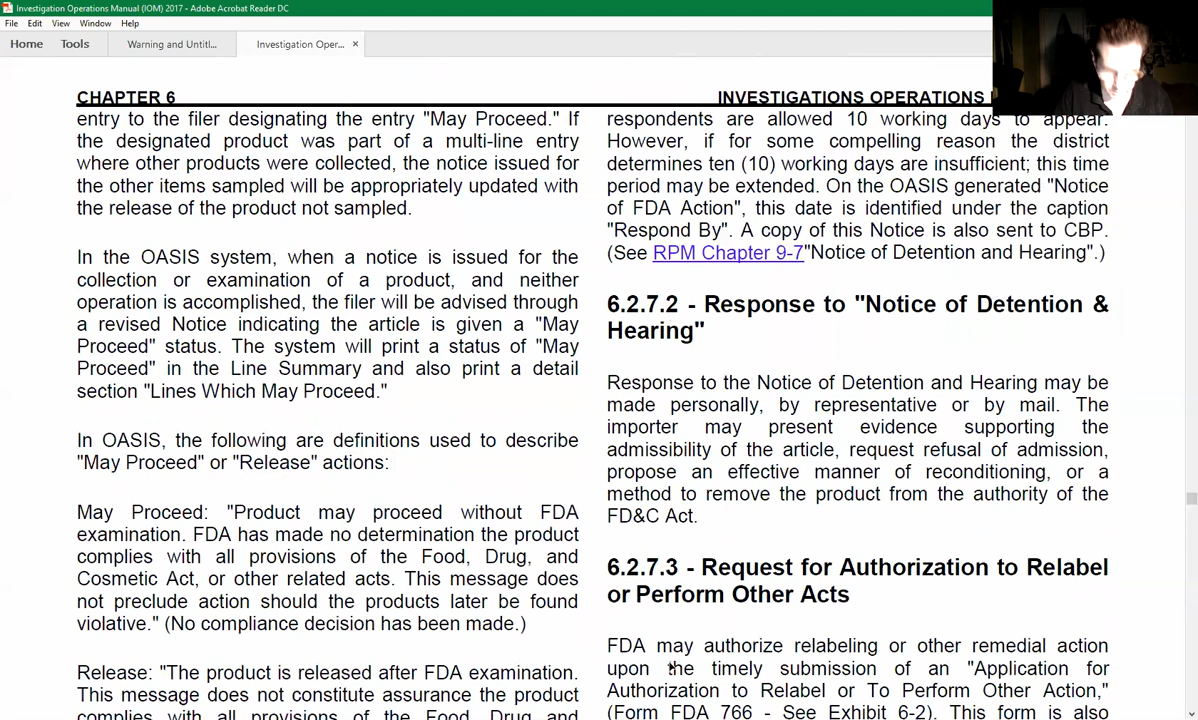 Investigation Operations Manual (IOM) 2017 - Adobe Acrobat Reader DC
File Edit View Window Help
Home Tools Warning and Untitl... Investigation Oper... ×
CHAPTER 6
INVESTIGATIONS OPERATIONS
entry to the filer designating the entry "May Proceed." If
the designated product was part of a multi-line entry
where other products were collected, the notice issued for
the other items sampled will be appropriately updated with
the release of the product not sampled.
In the OASIS system, when a notice is issued for the
collection or examination of a product, and neither
operation is accomplished, the filer will be advised through
a revised Notice indicating the article is given a "May
Proceed" status. The system will print a status of "May
Proceed" in the Line Summary and also print a detail
section "Lines Which May Proceed."
In OASIS, the following are definitions used to describe
"May Proceed" or "Release" actions:
May Proceed: "Product may proceed without FDA
examination. FDA has made no determination the product
complies with all provisions of the Food, Drug, and
Cosmetic Act, or other related acts. This message does
not preclude action should the products later be found
violative." (No compliance decision has been made.)
Release: "The product is released after FDA examination.
This message does not constitute assurance the product
complies with all provisions of the Food, Drug and
respondents are allowed 10 working days to appear.
However, if for some compelling reason the district
determines ten (10) working days are insufficient; this time
period may be extended. On the OASIS generated "Notice
of FDA Action", this date is identified under the caption
"Respond By". A copy of this Notice is also sent to CBP.
(See RPM Chapter 9-7"Notice of Detention and Hearing".)
6.2.7.2 - Response to "Notice of Detention &
Hearing"
Response to the Notice of Detention and Hearing may be
made personally, by representative or by mail. The
importer may present evidence supporting the
admissibility of the article, request refusal of admission,
propose an effective manner of reconditioning, or a
method to remove the product from the authority of the
FD&C Act.
6.2.7.3 - Request for Authorization to Relabel
or Perform Other Acts
FDA may authorize relabeling or other remedial action
upon the timely submission of an "Application for
Authorization to Relabel or To Perform Other Action,"
(Form FDA 766 - See Exhibit 6-2). This form is also